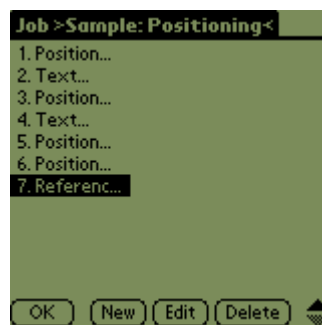 Job >Sample: Positioning<
1. Position...
2. Text...
3. Position...
4. Text...
5. Position...
6. Position...
7. Referenc...
OK New Edit Delete